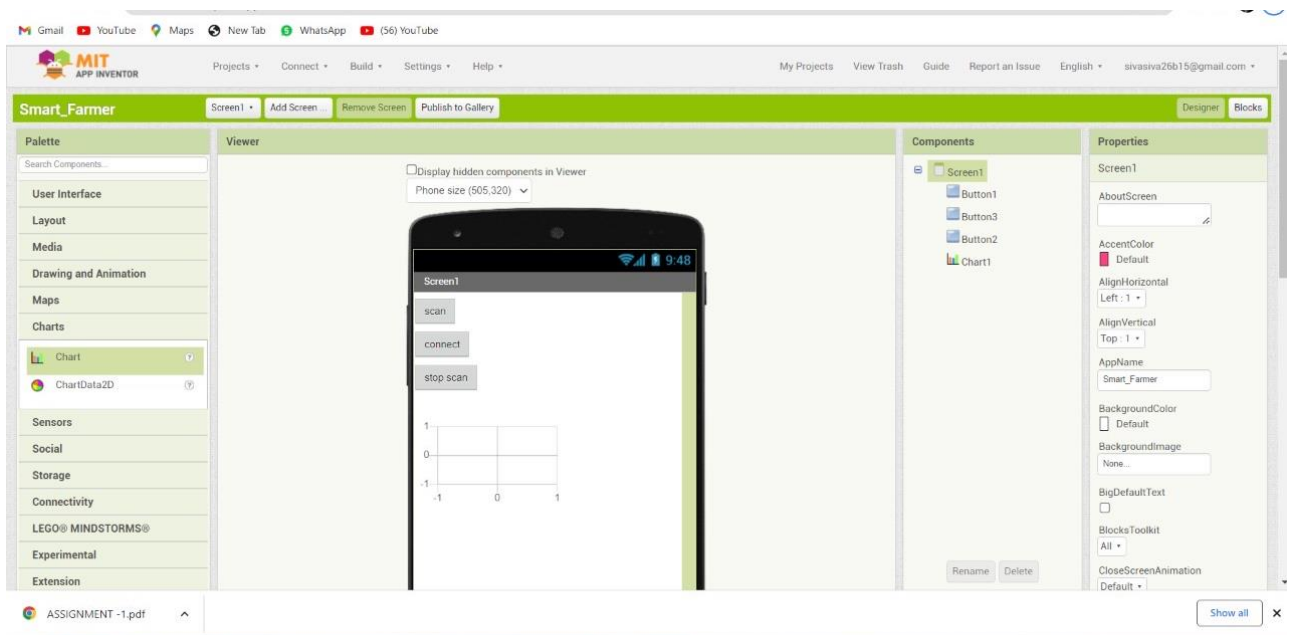 Gmail YouTube Maps New Tab WhatsApp (56) YouTube
MIT
APP INVENTOR
Projects Connect Build Settings Help My Projects View Trash Guide Report an Issue English sivasiva26b15@gmail.com
Smart_Farmer Screen1 Add Screen ... Remove Screen Publish to Gallery Designer Blocks
Palette
Search Components...
User Interface
Layout
Media
Drawing and Animation
Maps
Charts
Chart ?
ChartData2D ?
Sensors
Social
Storage
Connectivity
LEGO® MINDSTORMS®
Experimental
Extension
Viewer
Display hidden components in Viewer
Phone size (505,320)
9:48
Screen1
scan
connect
stop scan
1
0
-1
-1 0 1
Components
Screen1
Button1
Button3
Button2
Chart1
Rename Delete
Properties
Screen1
AboutScreen
AccentColor
Default
AlignHorizontal
Left : 1
AlignVertical
Top : 1
AppName
Smart_Farmer
BackgroundColor
Default
BackgroundImage
None...
BigDefaultText
BlocksToolkit
All
CloseScreenAnimation
Default
ASSIGNMENT -1.pdf Show all